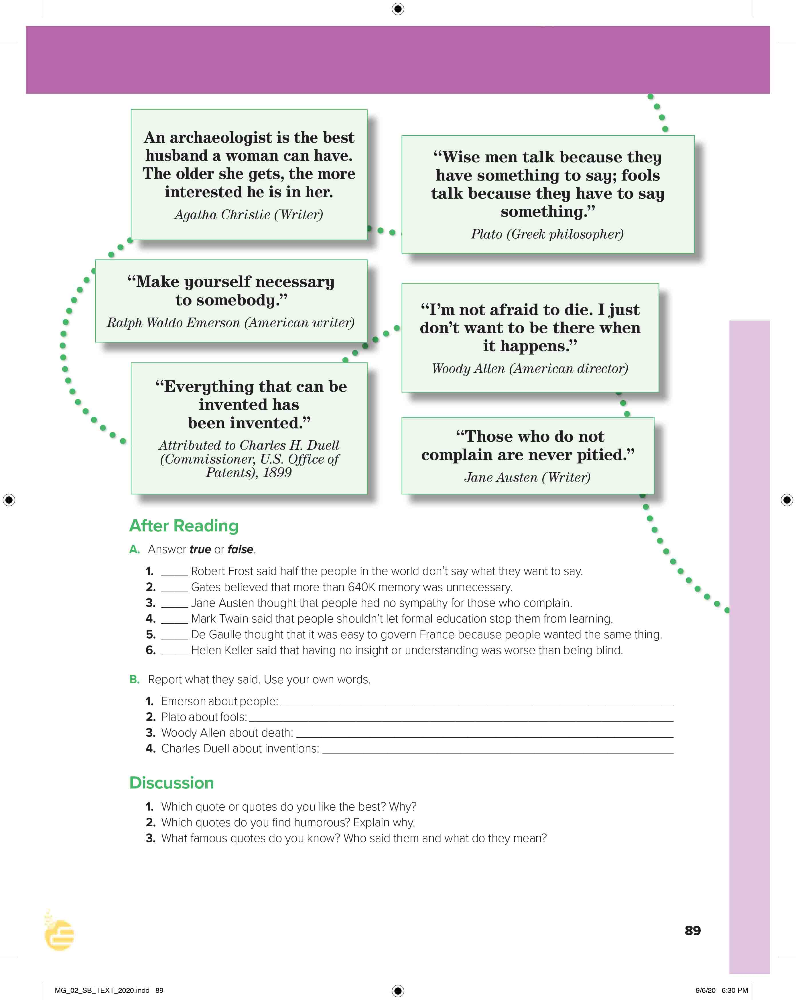 An archaeologist is the best
husband a woman can have.
The older she gets, the more
interested he is in her.
Agatha Christie (Writer)
“Wise men talk because they
have something to say; fools
talk because they have to say
something.”
Plato (Greek philosopher)
“Make yourself necessary
to somebody.”
Ralph Waldo Emerson (American writer)
“I’m not afraid to die. I just
don’t want to be there when
it happens.”
Woody Allen (American director)
“Everything that can be
invented has
been invented.”
Attributed to Charles H. Duell
(Commissioner, U.S. Office of
Patents), 1899
“Those who do not
complain are never pitied.”
Jane Austen (Writer)
After Reading
A. Answer true or false.
1. _____ Robert Frost said half the people in the world don’t say what they want to say.
2. _____ Gates believed that more than 640K memory was unnecessary.
3. _____ Jane Austen thought that people had no sympathy for those who complain.
4. _____ Mark Twain said that people shouldn’t let formal education stop them from learning.
5. _____ De Gaulle thought that it was easy to govern France because people wanted the same thing.
6. _____ Helen Keller said that having no insight or understanding was worse than being blind.
B. Report what they said. Use your own words.
1. Emerson about people: _____
2. Plato about fools: _____
3. Woody Allen about death: _____
4. Charles Duell about inventions: _____
Discussion
1. Which quote or quotes do you like the best? Why?
2. Which quotes do you find humorous? Explain why.
3. What famous quotes do you know? Who said them and what do they mean?
89
MG_02_SB_TEXT_2020.indd 89
9/6/20 6:30 PM